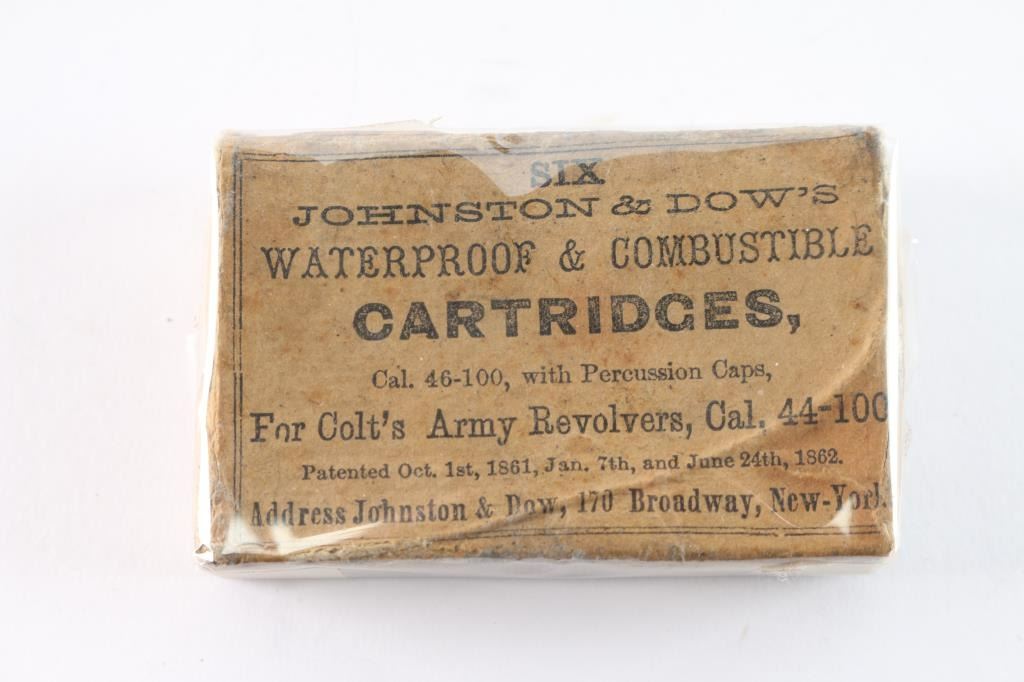 SIX
JOHNSTON & DOW'S
WATERPROOF & COMBUSTIBLE
CARTRIDGES,
Cal. 46-100, with Percussion Caps,
For Colt's Army Revolvers, Cal. 44-100
Patented Oct. 1st, 1861, Jan. 7th, and June 24th, 1862.
Address Johnston & Dow, 170 Broadway, New-York.